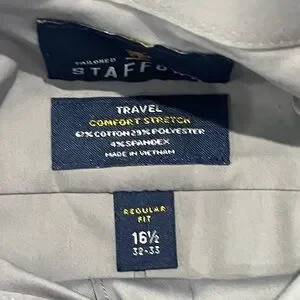 TAILORED
STAFFORD
TRAVEL
COMFORT STRETCH
67% COTTON 29% POLYESTER
4% SPANDEX
MADE IN VIETNAM
REGULAR
FIT
16½
32-33